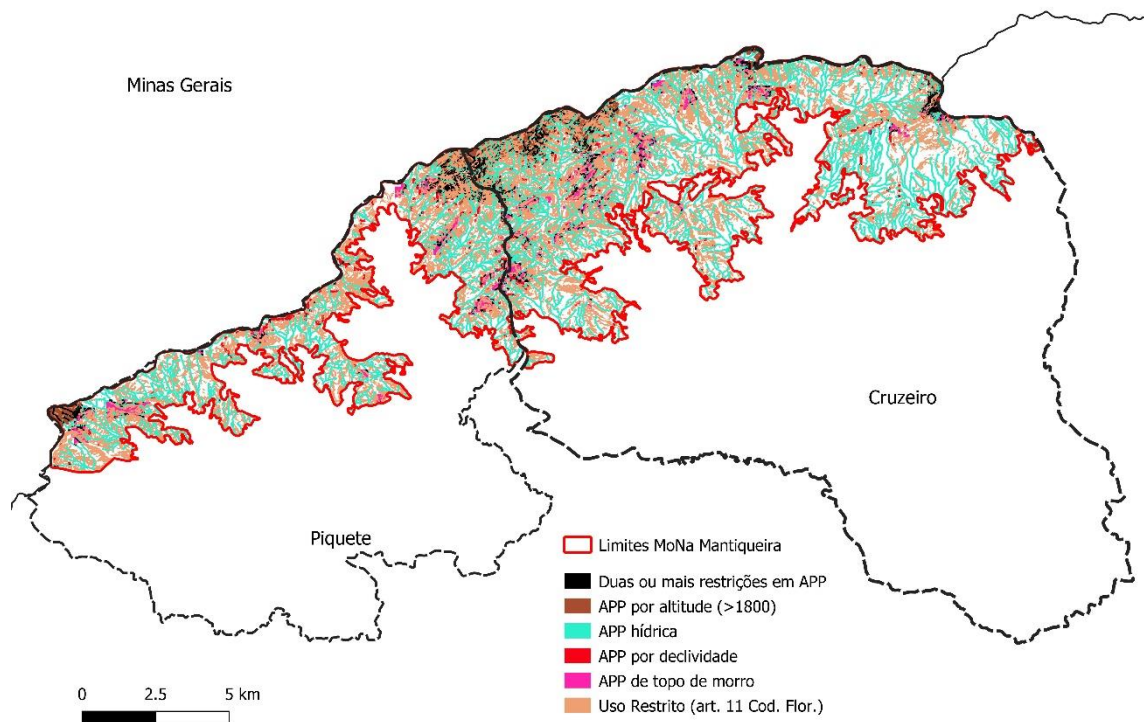 Minas Gerais
Cruzeiro
Piquete
Limites MoNa Mantiqueira
Duas ou mais restrições em APP
APP por altitude (>1800)
APP hídrica
APP por declividade
APP de topo de morro
Uso Restrito (art. 11 Cod. Flor.)
0 2.5 5 km